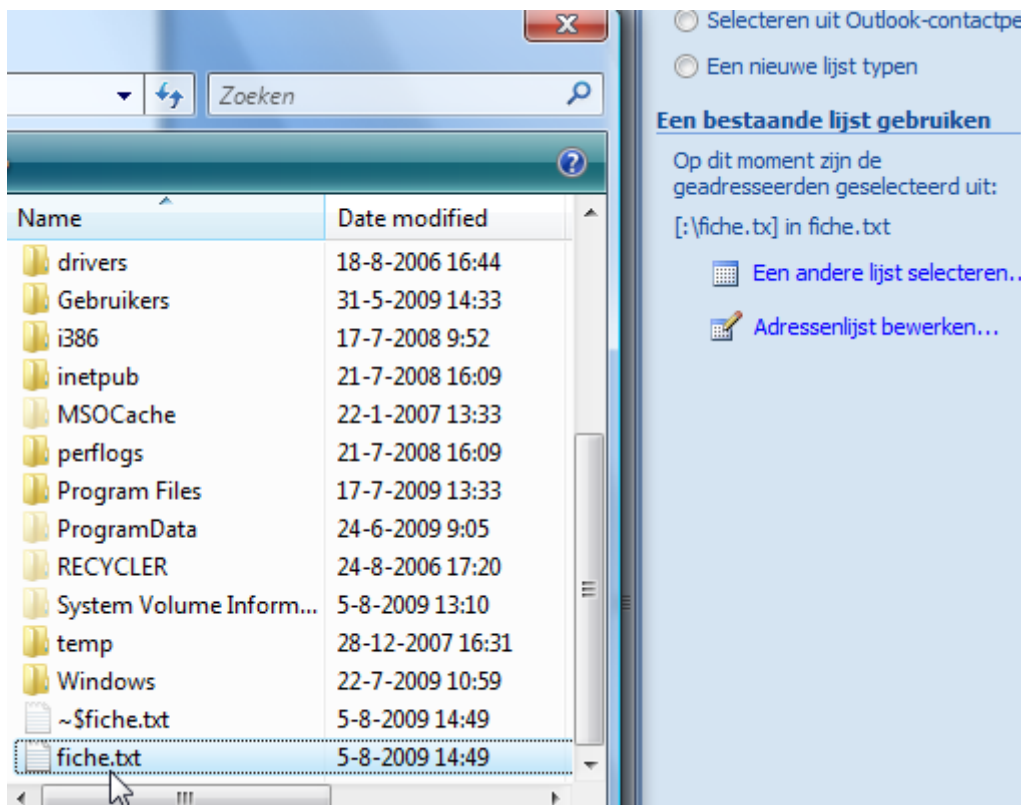 Zoeken
Name Date modified
drivers 18-8-2006 16:44
Gebruikers 31-5-2009 14:33
i386 17-7-2008 9:52
inetpub 21-7-2008 16:09
MSOCache 22-1-2007 13:33
perflogs 21-7-2008 16:09
Program Files 17-7-2009 13:33
ProgramData 24-6-2009 9:05
RECYCLER 24-8-2006 17:20
System Volume Inform... 5-8-2009 13:10
temp 28-12-2007 16:31
Windows 22-7-2009 10:59
~$fiche.txt 5-8-2009 14:49
fiche.txt 5-8-2009 14:49
Selecteren uit Outlook-contactpe
Een nieuwe lijst typen
Een bestaande lijst gebruiken
Op dit moment zijn de
geadresseerden geselecteerd uit:
[:\fiche.tx] in fiche.txt
Een andere lijst selecteren..
Adressenlijst bewerken...